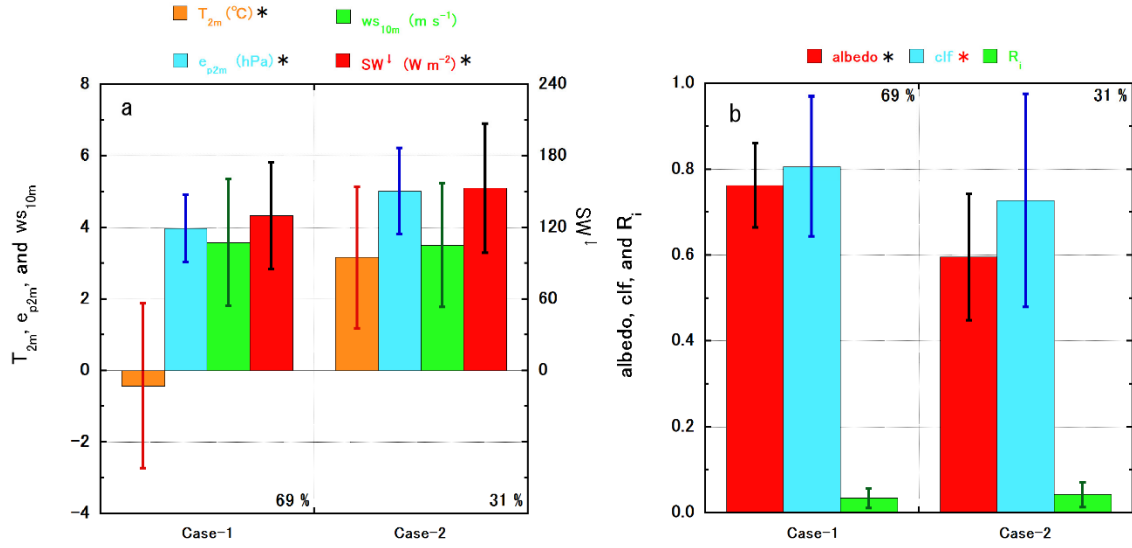 T2m (°C) * ws10m (m s⁻¹)
ep2m (hPa) * SW↓ (W m⁻²) *
a
8
6
4
2
0
-2
-4
T2m, ep2m, and ws10m
240
180
120
60
0
SW↓
69 %
31 %
Case-1 Case-2
albedo * clf * Ri
b
69 %
31 %
1.0
0.8
0.6
0.4
0.2
0.0
albedo, clf, and Ri
Case-1 Case-2